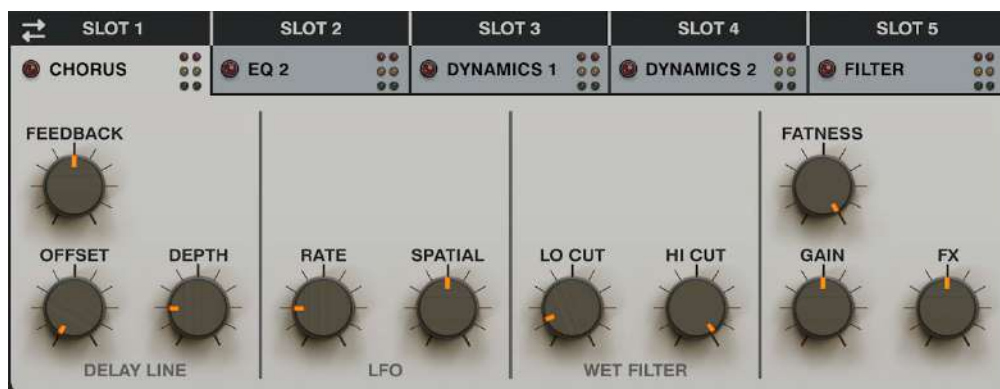 SLOT 1 SLOT 2 SLOT 3 SLOT 4 SLOT 5
CHORUS EQ 2 DYNAMICS 1 DYNAMICS 2 FILTER
FEEDBACK FATNESS
OFFSET DEPTH RATE SPATIAL LO CUT HI CUT GAIN FX
DELAY LINE LFO WET FILTER